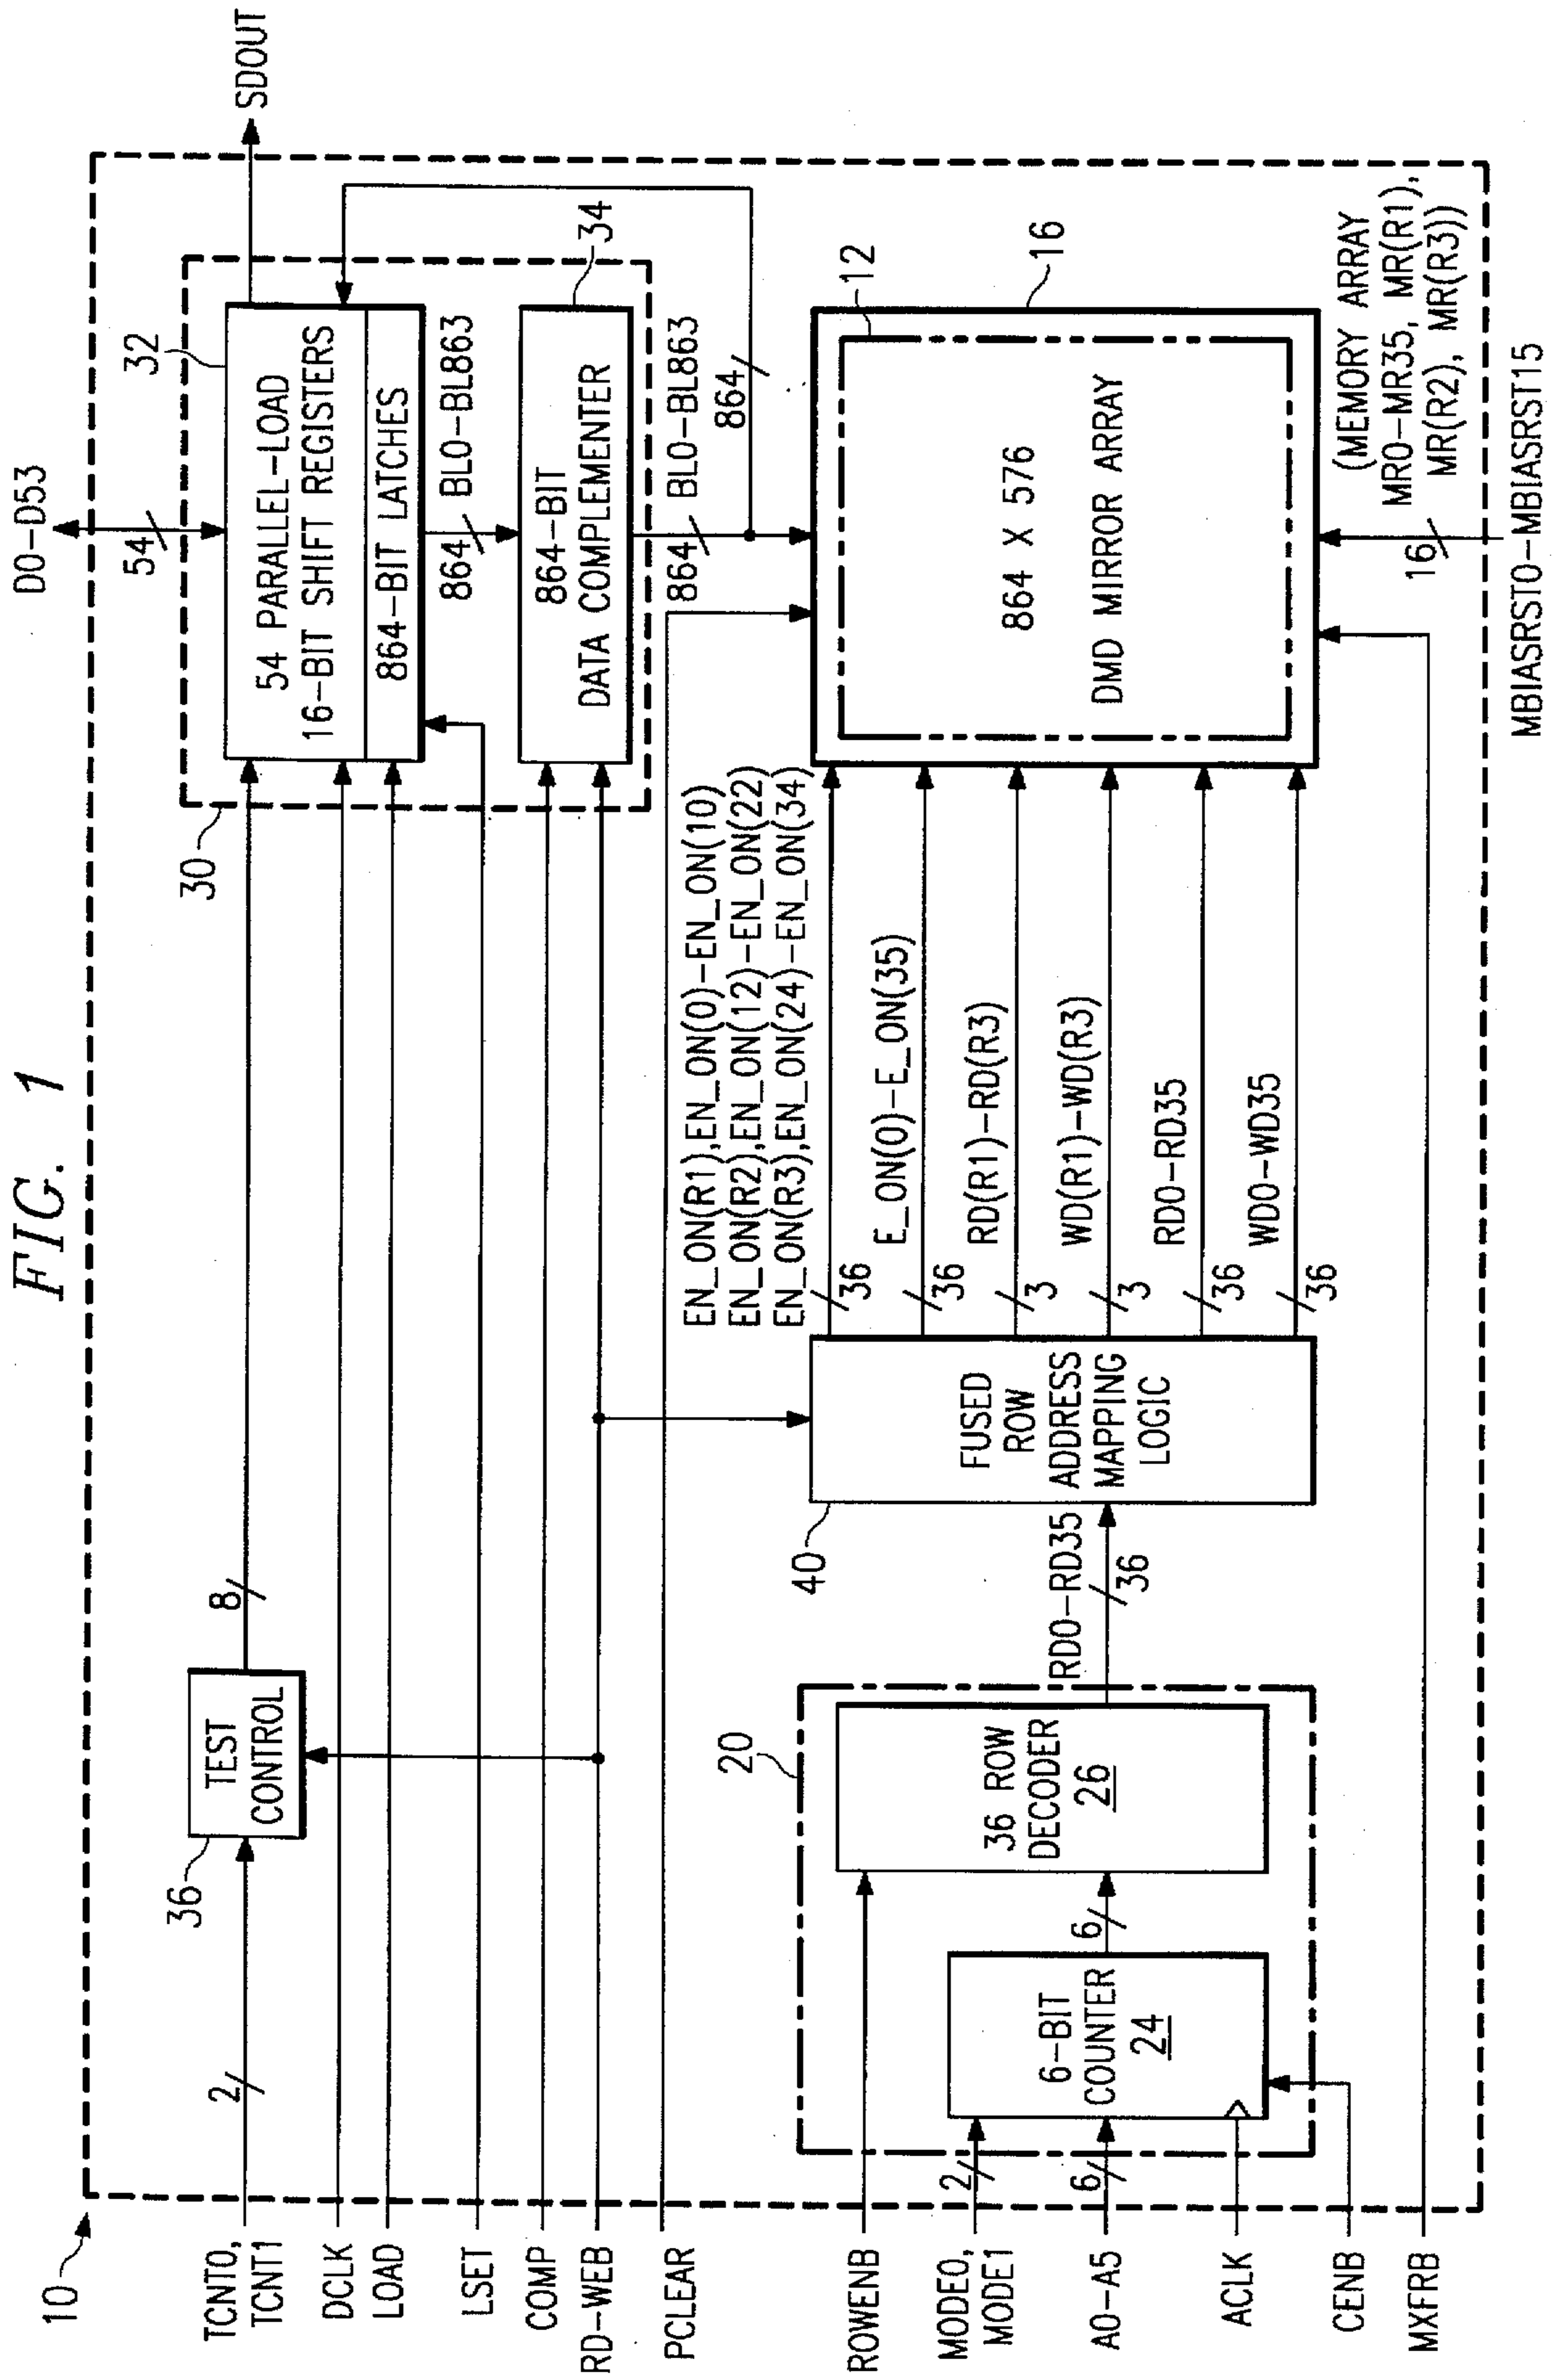 FIG. 1
10
TCNT0,
TCNT1
DCLK
LOAD
LSET
COMP
RD-WEB
PCLEAR
ROWENB
MODE0,
MODE1
A0-A5
ACLK
CENB
MXFRB
2
36
TEST
CONTROL
8
30
32
D0-D53
54
54 PARALLEL-LOAD
16-BIT SHIFT REGISTERS
864-BIT LATCHES
SDOUT
864
BL0-BL863
34
864-BIT
DATA COMPLEMENTER
864
BL0-BL863
864
20
2
6
6-BIT
COUNTER
24
6
36 ROW
DECODER
26
RD0-RD35
36
40
FUSED
ROW
ADDRESS
MAPPING
LOGIC
EN_ON(R1),EN_ON(0)-EN_ON(10)
EN_ON(R2),EN_ON(12)-EN_ON(22)
EN_ON(R3),EN_ON(24)-EN_ON(34)
36
E_ON(0)-E_ON(35)
36
RD(R1)-RD(R3)
3
WD(R1)-WD(R3)
3
RD0-RD35
36
WD0-WD35
36
12
16
864 X 576
DMD MIRROR ARRAY
(MEMORY ARRAY
MR0-MR35, MR(R1),
MR(R2), MR(R3))
16
MBIASRST0-MBIASRST15